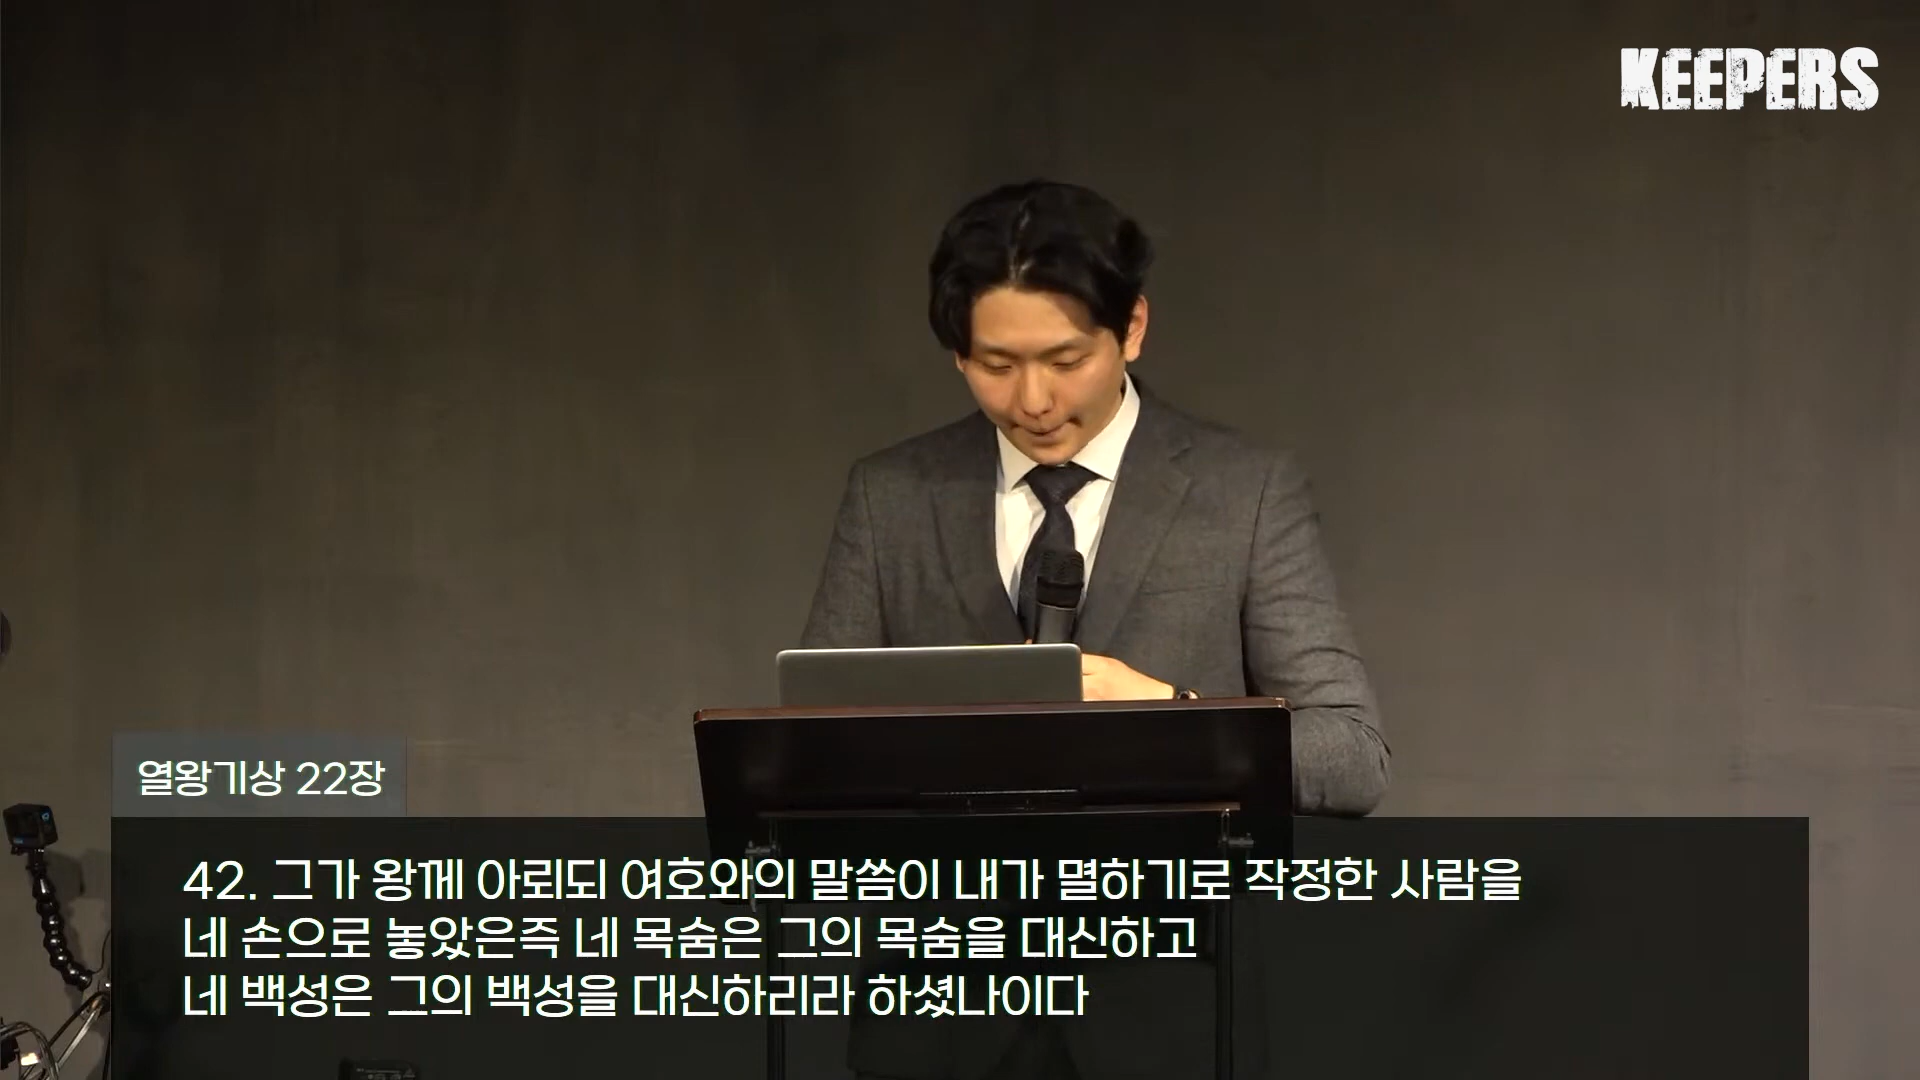 KEEPERS
열왕기상 22장
42. 그가 왕께 아뢰되 여호와의 말씀이 내가 멸하기로 작정한 사람을
네 손으로 놓았은즉 네 목숨은 그의 목숨을 대신하고
네 백성은 그의 백성을 대신하리라 하셨나이다